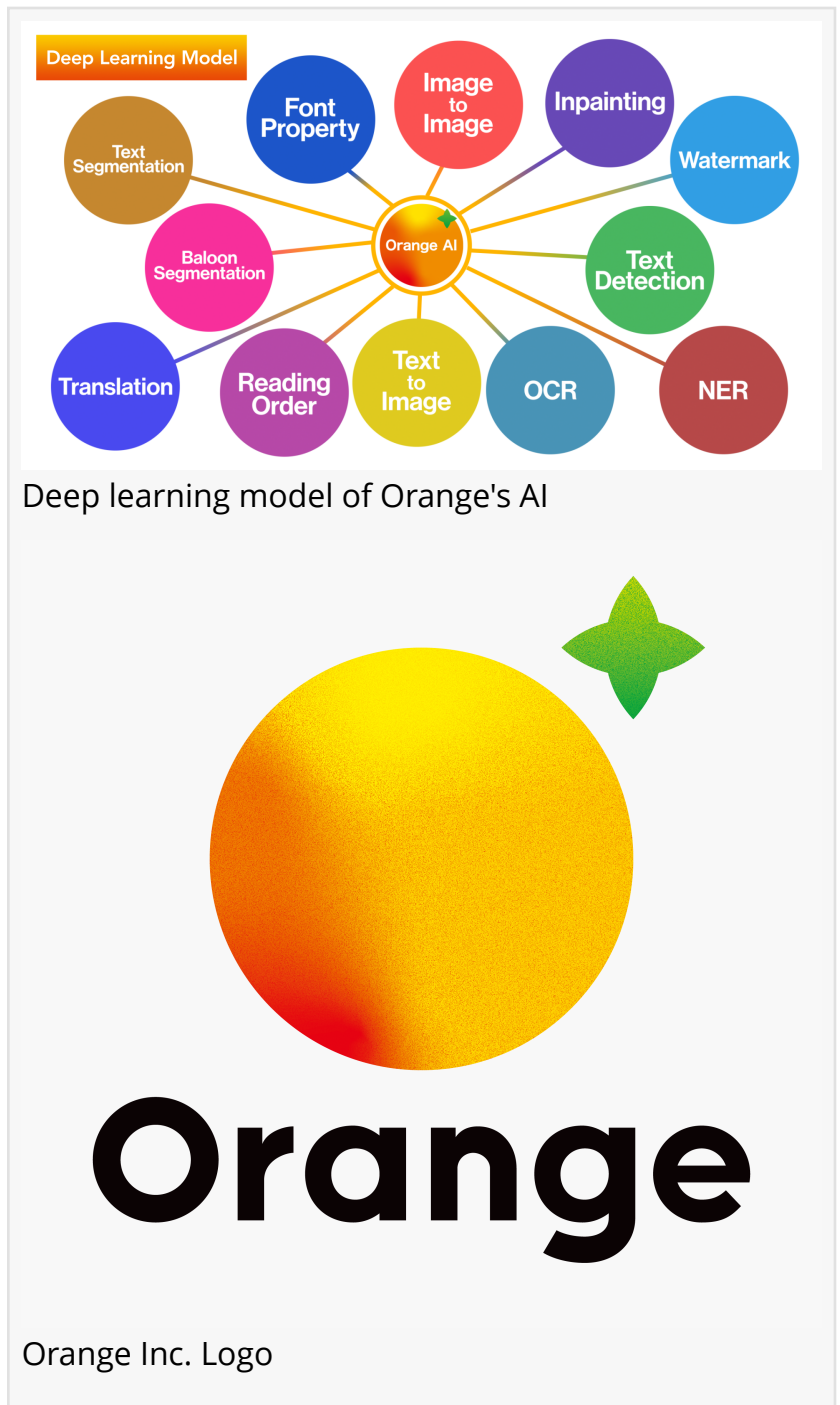 Deep Learning Model
Font
Property
Image
to
Image
Inpainting
Text
Segmentation
Watermark
Orange AI
Baloon
Segmentation
Text
Detection
Translation
Reading
Order
Text
to
Image
OCR
NER
Deep learning model of Orange's AI
Orange
Orange Inc. Logo